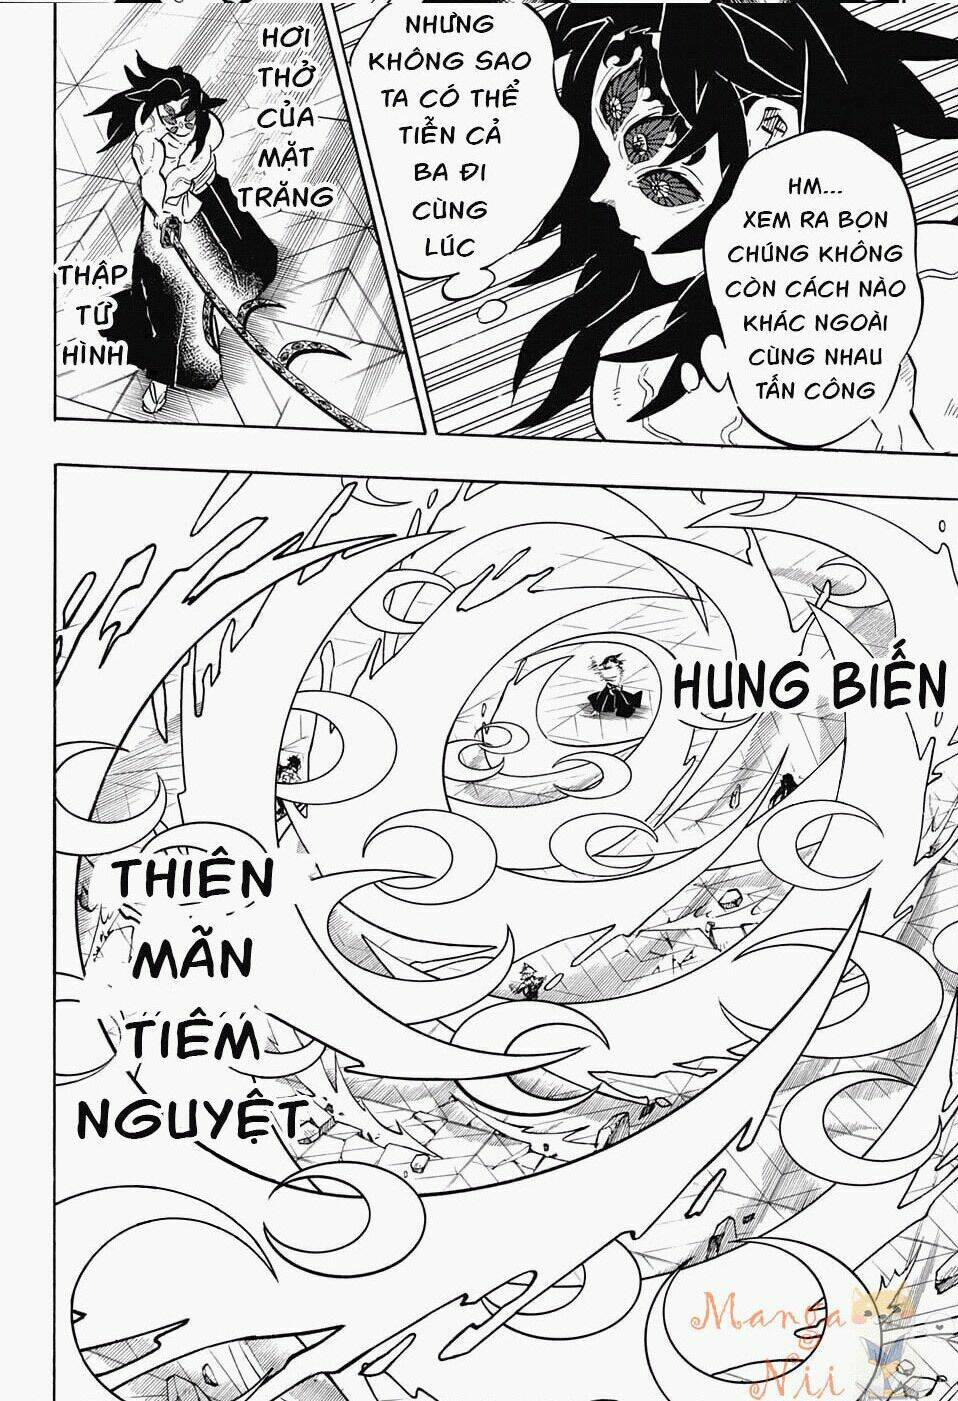 HM...
XEM RA BỌN
CHÚNG KHÔNG
CÒN CÁCH NÀO
KHÁC NGOÀI
CÙNG NHAU
TẤN CÔNG
NHƯNG
KHÔNG SAO
TA CÓ THỂ
TIỄN CẢ
BA ĐI
CÙNG
LÚC
HƠI
THỞ
CỦA
MẶT
TRĂNG
THẬP
TỨ
HÌNH
HUNG BIẾN
THIÊN
MÃN
TIÊM
NGUYỆT
Manga
Nii